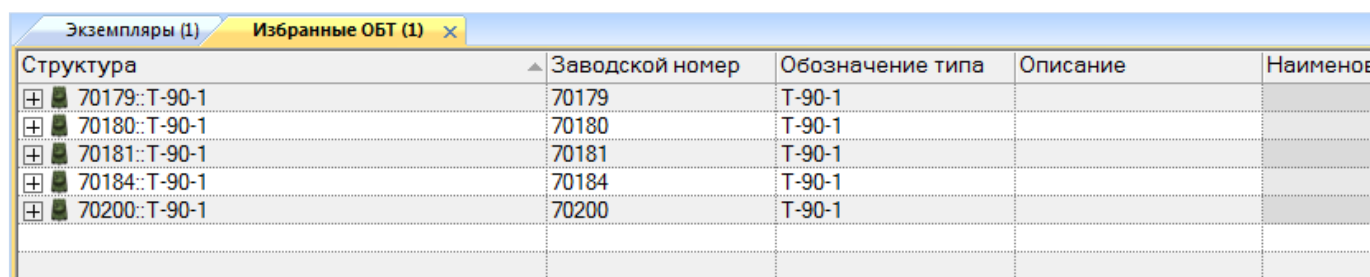 Экземпляры (1) Избранные ОБТ (1)
Структура Заводской номер Обозначение типа Описание Наименов
70179::Т-90-1 70179 Т-90-1
70180::Т-90-1 70180 Т-90-1
70181::Т-90-1 70181 Т-90-1
70184::Т-90-1 70184 Т-90-1
70200::Т-90-1 70200 Т-90-1